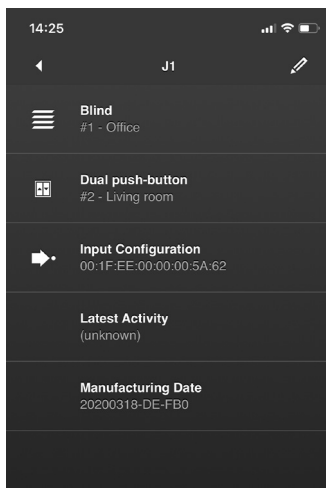 14:25
J1
Blind
#1 - Office
Dual push-button
#2 - Living room
Input Configuration
00:1F:EE:00:00:00:5A:62
Latest Activity
(unknown)
Manufacturing Date
20200318-DE-FB0